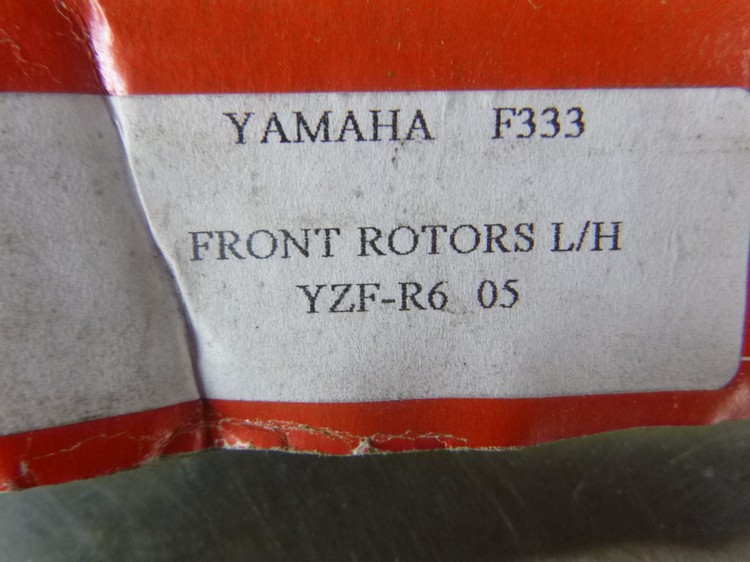 YAMAHA F333
FRONT ROTORS L/H
YZF-R6 05